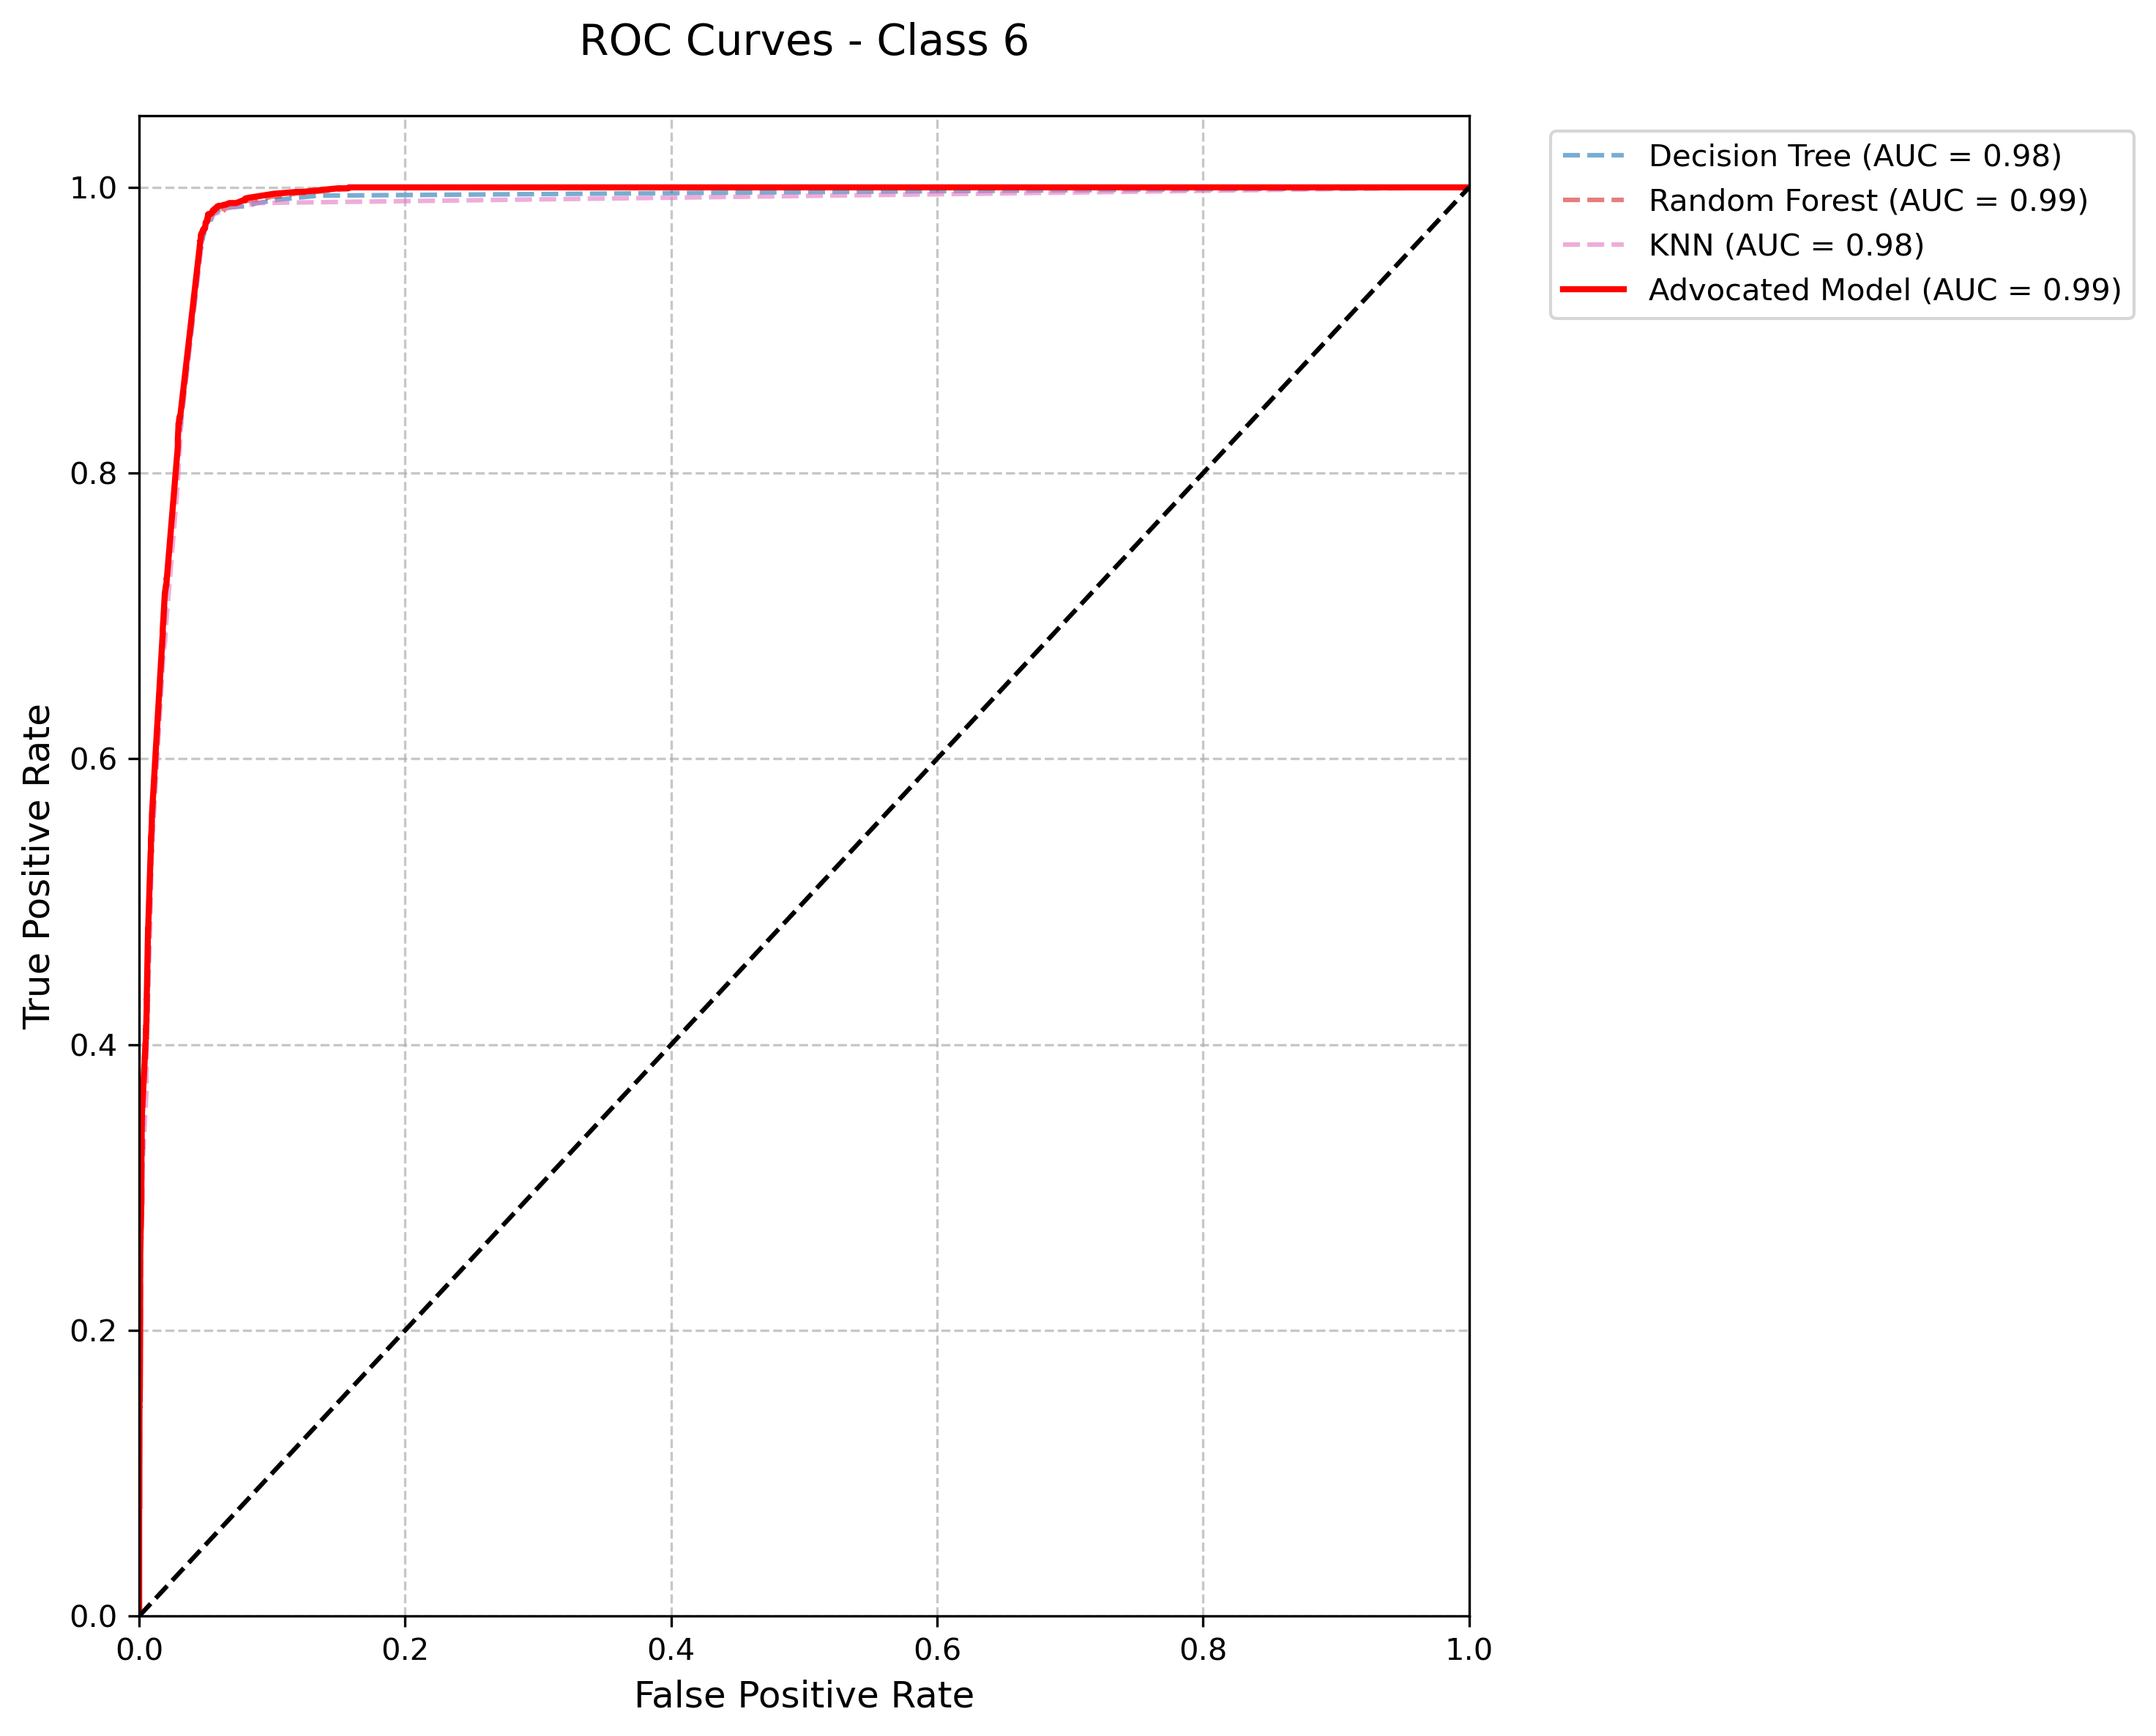 ROC Curves - Class 6
Decision Tree (AUC = 0.98)
Random Forest (AUC = 0.99)
KNN (AUC = 0.98)
Advocated Model (AUC = 0.99)
True Positive Rate
1.0
0.8
0.6
0.4
0.2
0.0
0.0 0.2 0.4 0.6 0.8 1.0
False Positive Rate